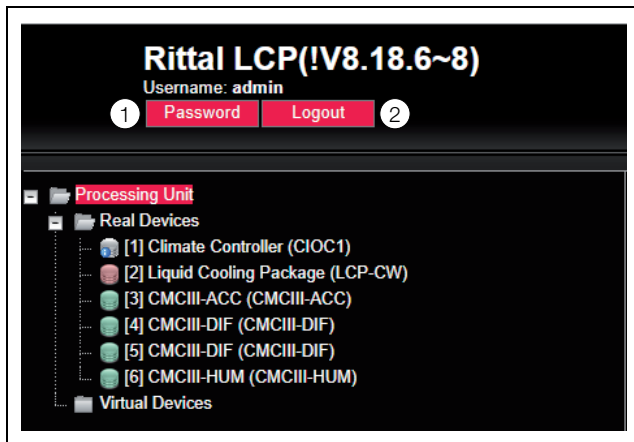 Rittal LCP(!V8.18.6~8)
Username: admin
1 Password Logout 2
Processing Unit
Real Devices
[1] Climate Controller (CIOC1)
[2] Liquid Cooling Package (LCP-CW)
[3] CMCIII-ACC (CMCIII-ACC)
[4] CMCIII-DIF (CMCIII-DIF)
[5] CMCIII-DIF (CMCIII-DIF)
[6] CMCIII-HUM (CMCIII-HUM)
Virtual Devices